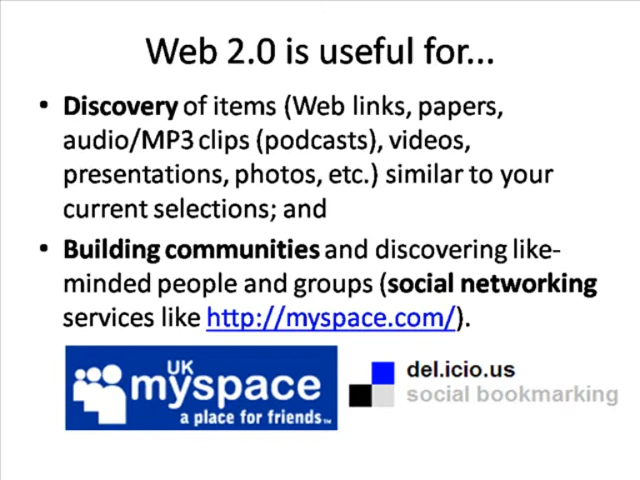 Web 2.0 is useful for...
• Discovery of items (Web links, papers,
audio/MP3 clips (podcasts), videos,
presentations, photos, etc.) similar to your
current selections; and
• Building communities and discovering like-
minded people and groups (social networking
services like http://myspace.com/).
UK
myspace
a place for friends™
del.icio.us
social bookmarking